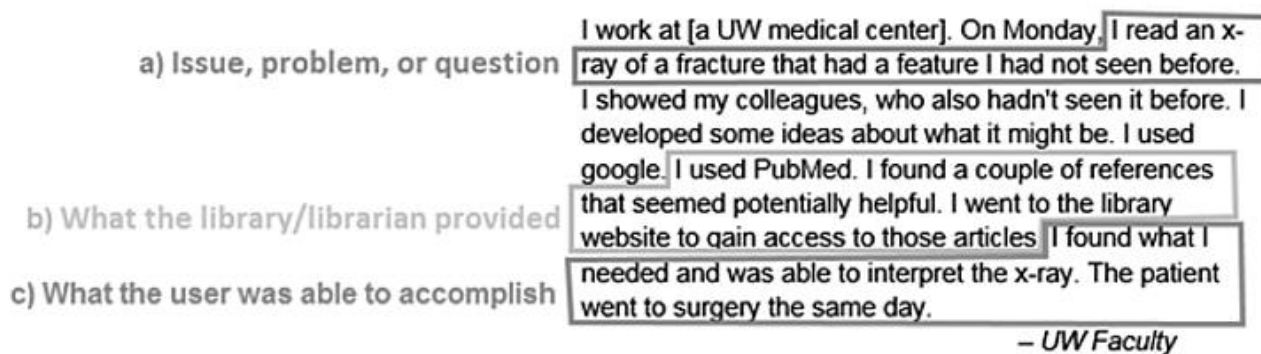 I work at [a UW medical center]. On Monday, I read an x-
a) Issue, problem, or question
ray of a fracture that had a feature I had not seen before.
I showed my colleagues, who also hadn't seen it before. I
developed some ideas about what it might be. I used
google. I used PubMed. I found a couple of references
b) What the library/librarian provided
that seemed potentially helpful. I went to the library
website to gain access to those articles
I found what I
c) What the user was able to accomplish
needed and was able to interpret the x-ray. The patient
went to surgery the same day.
– UW Faculty